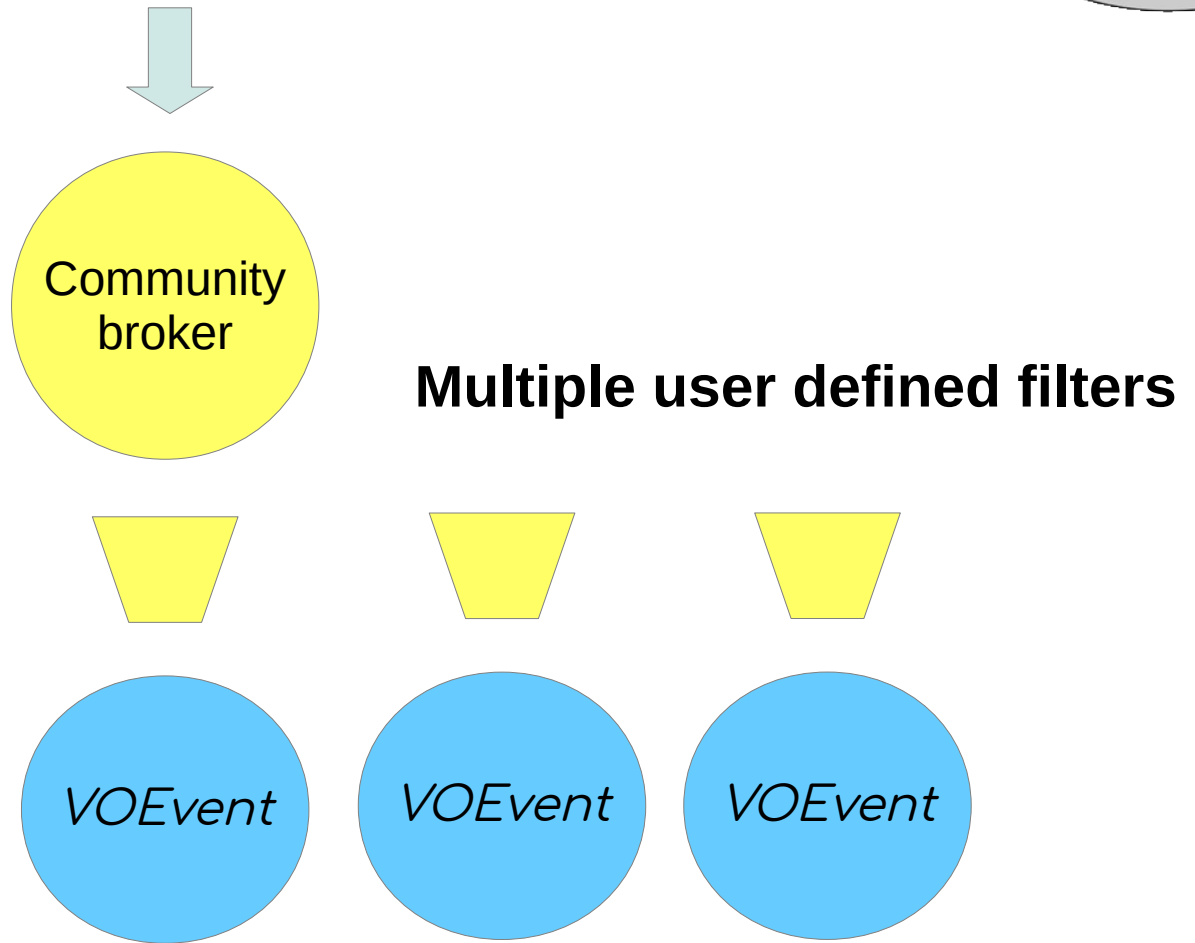 Community
broker
Multiple user defined filters
VOEvent
VOEvent
VOEvent